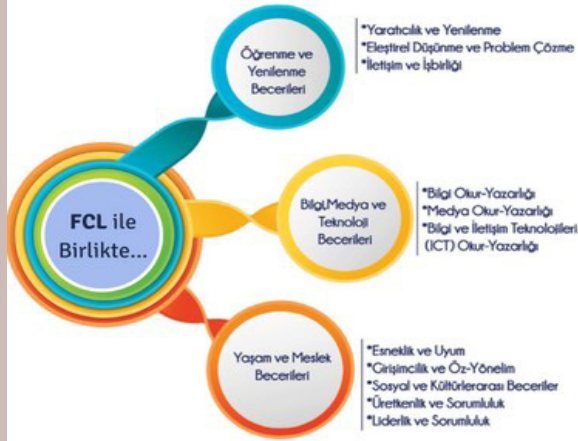 FCL ile
Birlikte...
Öğrenme ve
Yenilenme
Becerileri
*Yaratıcılık ve Yenilenme
*Eleştirel Düşünme ve Problem Çözme
*İletişim ve İşbirliği
Bilgi,Medya ve
Teknoloji
Becerileri
*Bilgi Okur-Yazarlığı
*Medya Okur-Yazarlığı
*Bilgi ve İletişim Teknolojileri
(ICT) Okur-Yazarlığı
Yaşam ve Meslek
Becerileri
*Esneklik ve Uyum
*Girişimcilik ve Öz-Yönelim
*Sosyal ve Kültürlerarası Beceriler
*Üretkenlik ve Sorumluluk
*Liderlik ve Sorumluluk